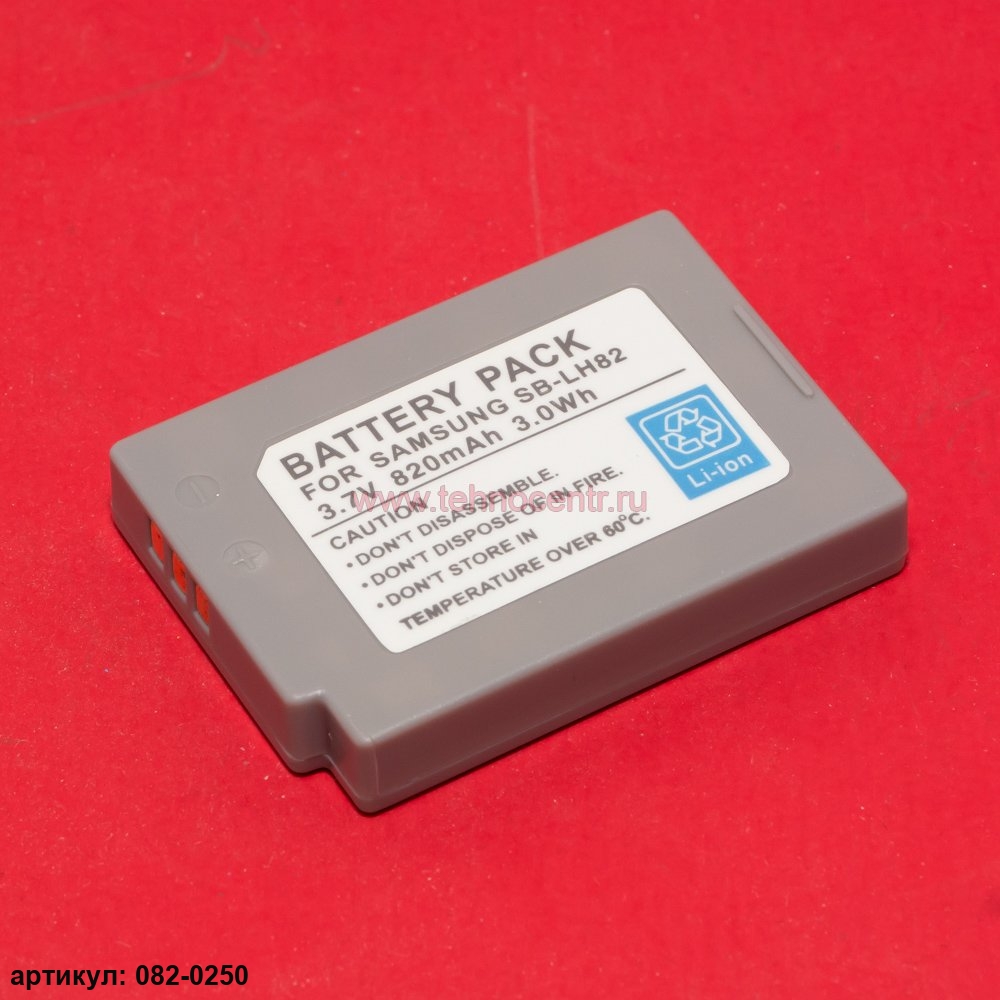 BATTERY PACK
FOR SAMSUNG SB-LH82
3.7V 820mAh 3.0Wh
CAUTION
• DON'T DISASSEMBLE.
• DON'T DISPOSE OF IN FIRE.
• DON'T STORE IN
TEMPERATURE OVER 60°C.
Li-ion
www.tehnocentr.ru
артикул: 082-0250